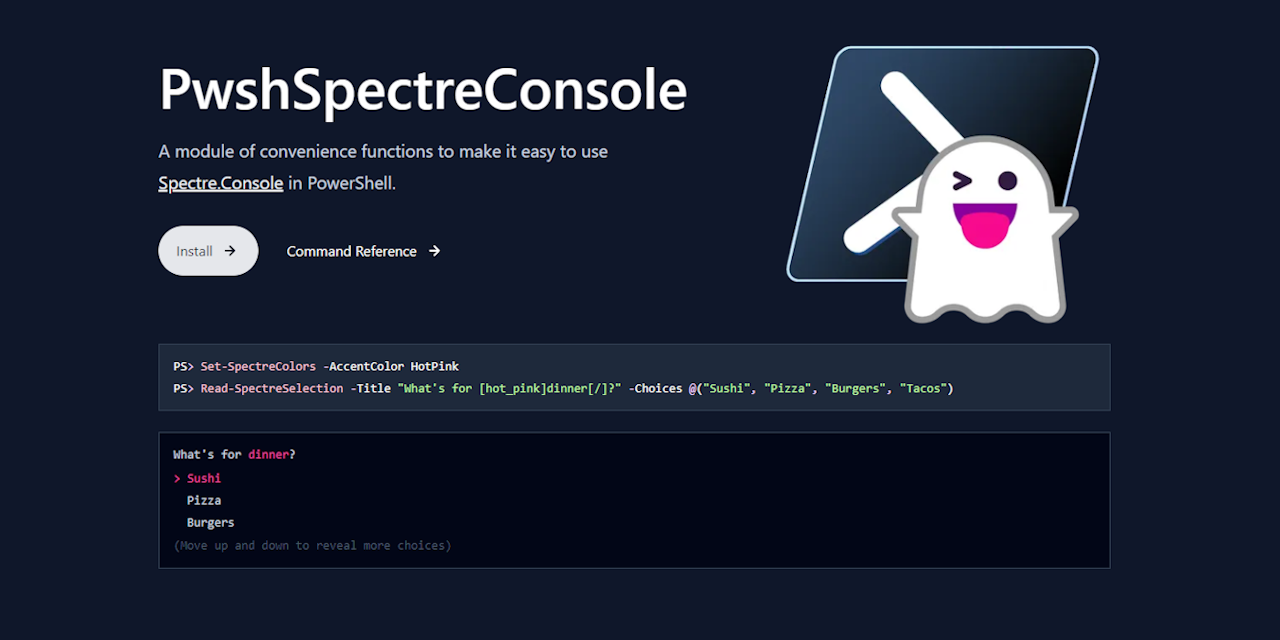 PwshSpectreConsole
A module of convenience functions to make it easy to use
Spectre.Console in PowerShell.
Install → Command Reference →
PS> Set-SpectreColors -AccentColor HotPink
PS> Read-SpectreSelection -Title "What's for [hot_pink]dinner[/]?" -Choices @("Sushi", "Pizza", "Burgers", "Tacos")
What's for dinner?
> Sushi
Pizza
Burgers
(Move up and down to reveal more choices)